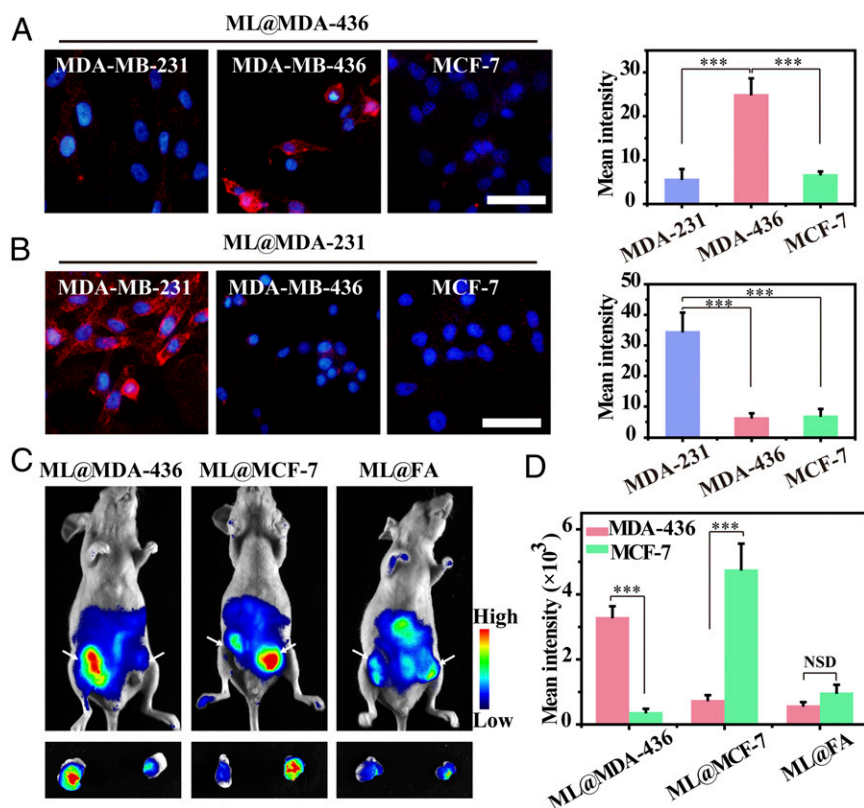 A
ML@MDA-436
MDA-MB-231
MDA-MB-436
MCF-7
Mean intensity
30
20
10
0
***
***
MDA-231
MDA-436
MCF-7
B
ML@MDA-231
MDA-MB-231
MDA-MB-436
MCF-7
Mean intensity
50
40
30
20
10
0
***
***
MDA-231
MDA-436
MCF-7
C
ML@MDA-436
ML@MCF-7
ML@FA
High
Low
D
Mean intensity (×10³)
6
4
2
0
MDA-436
MCF-7
***
***
NSD
ML@MDA-436
ML@MCF-7
ML@FA